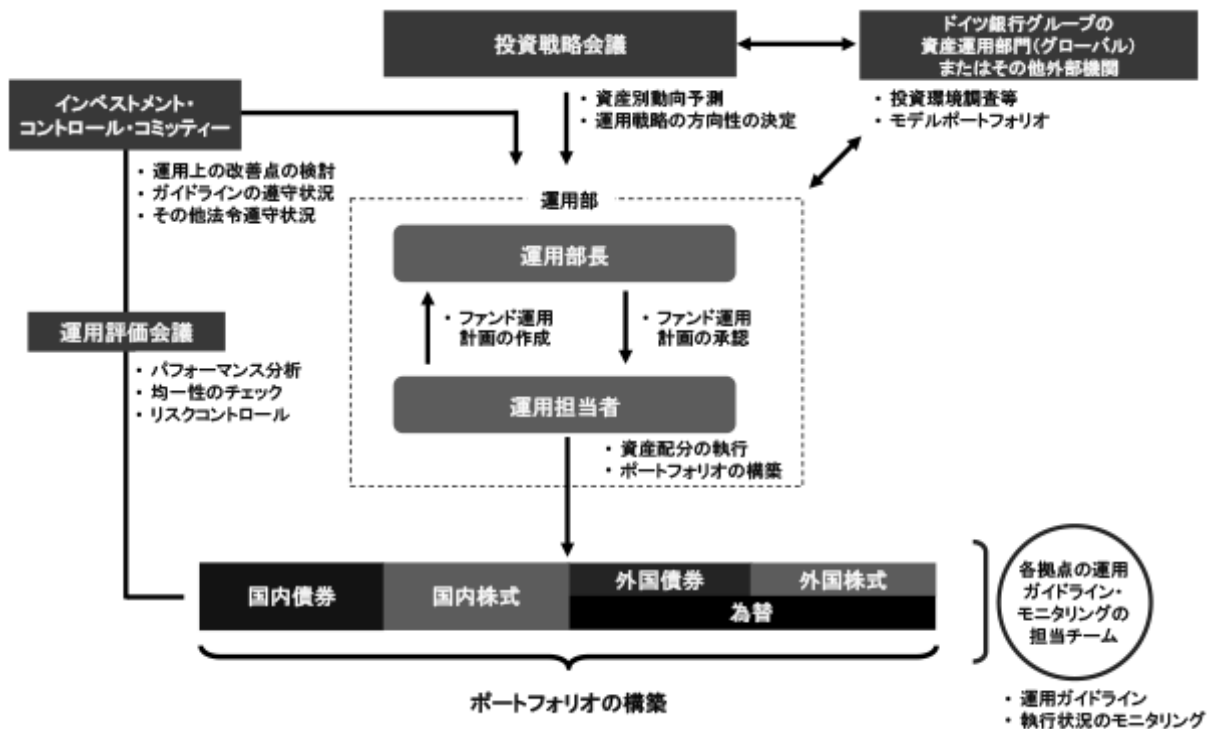 投資戦略会議
ドイツ銀行グループの
資産運用部門(グローバル)
またはその他外部機関
インベストメント・
コントロール・コミッティー
・ 資産別動向予測
・ 運用戦略の方向性の決定
・ 投資環境調査等
・ モデルポートフォリオ
・ 運用上の改善点の検討
・ ガイドラインの遵守状況
・ その他法令遵守状況
運用部
運用部長
・ ファンド運用
計画の作成
・ ファンド運用
計画の承認
運用評価会議
・ パフォーマンス分析
・ 均一性のチェック
・ リスクコントロール
運用担当者
・ 資産配分の執行
・ ポートフォリオの構築
国内債券
国内株式
外国債券
外国株式
為替
各拠点の運用
ガイドライン・
モニタリングの
担当チーム
ポートフォリオの構築
・ 運用ガイドライン
・ 執行状況のモニタリング